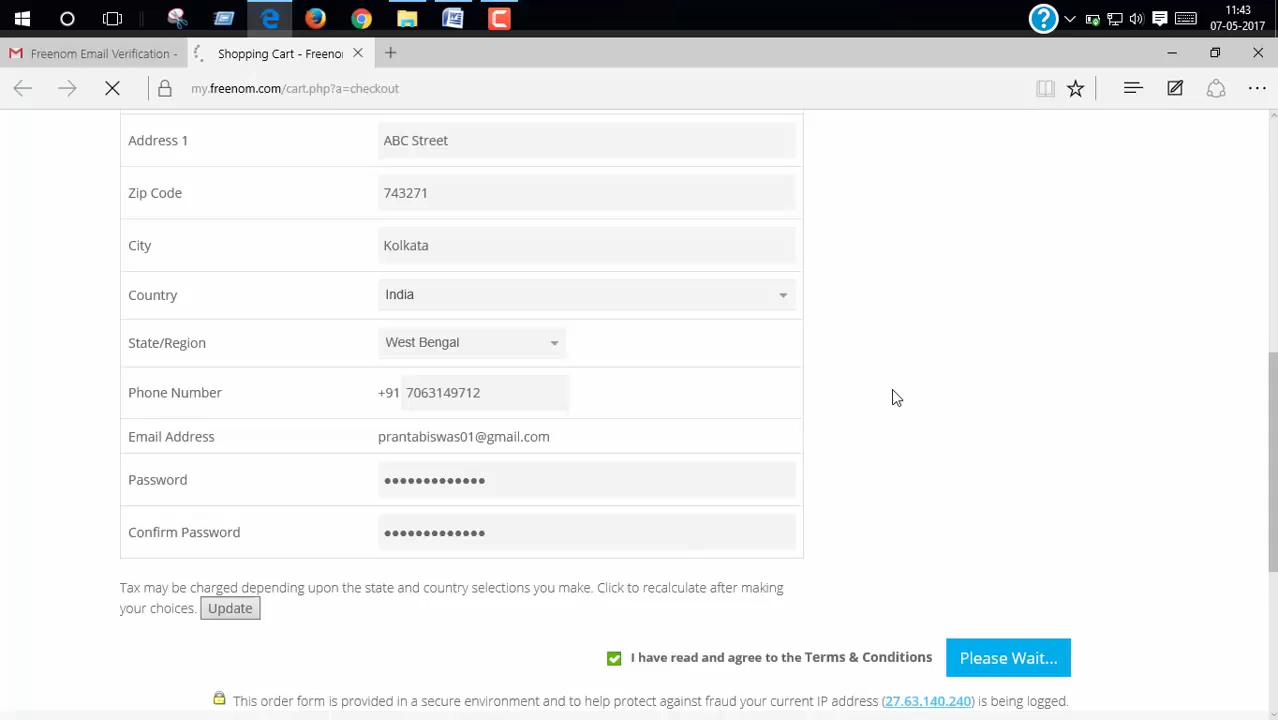 11:43
07-05-2017
Freenom Email Verification -
Shopping Cart - Freenon
my.freenom.com/cart.php?a=checkout
Address 1 ABC Street
Zip Code 743271
City Kolkata
Country India
State/Region West Bengal
Phone Number +91 7063149712
Email Address prantabiswas01@gmail.com
Password •••••••••••••
Confirm Password •••••••••••••
Tax may be charged depending upon the state and country selections you make. Click to recalculate after making
your choices. Update
I have read and agree to the Terms & Conditions Please Wait...
This order form is provided in a secure environment and to help protect against fraud your current IP address (27.63.140.240) is being logged.